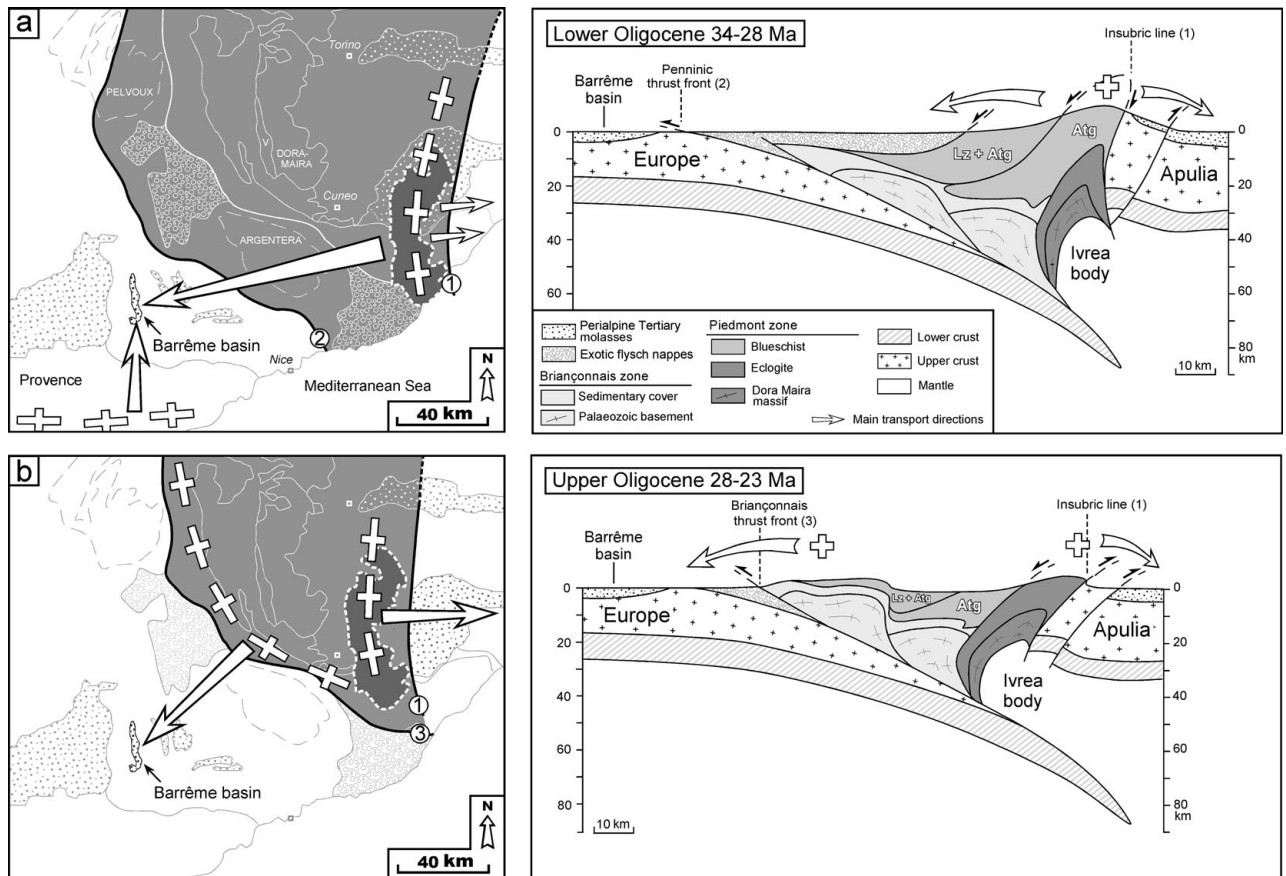 a
Torino
PELVOUX
DORA-
MAIRA
V
Cuneo
ARGENTERA
1
2
Barrême basin
Nice
Provence
Mediterranean Sea
N
40 km
Lower Oligocene 34-28 Ma
Insubric line (1)
Penninic
thrust front (2)
Barrême
basin
Atg
Lz + Atg
Europe
Apulia
Ivrea
body
0
20
40
60
0
20
40
60
80
km
10 km
Perialpine Tertiary
molasses
Exotic flysch nappes
Briançonnais zone
Sedimentary cover
Palaeozoic basement
Piedmont zone
Blueschist
Eclogite
Dora Maira
massif
Lower crust
Upper crust
Mantle
Main transport directions
b
1
3
Barrême basin
N
40 km
Upper Oligocene 28-23 Ma
Briançonnais
thrust front (3)
Insubric line (1)
Barrême
basin
Lz + Atg
Atg
Europe
Apulia
Ivrea
body
0
20
40
60
80
0
20
40
60
80
km
10 km